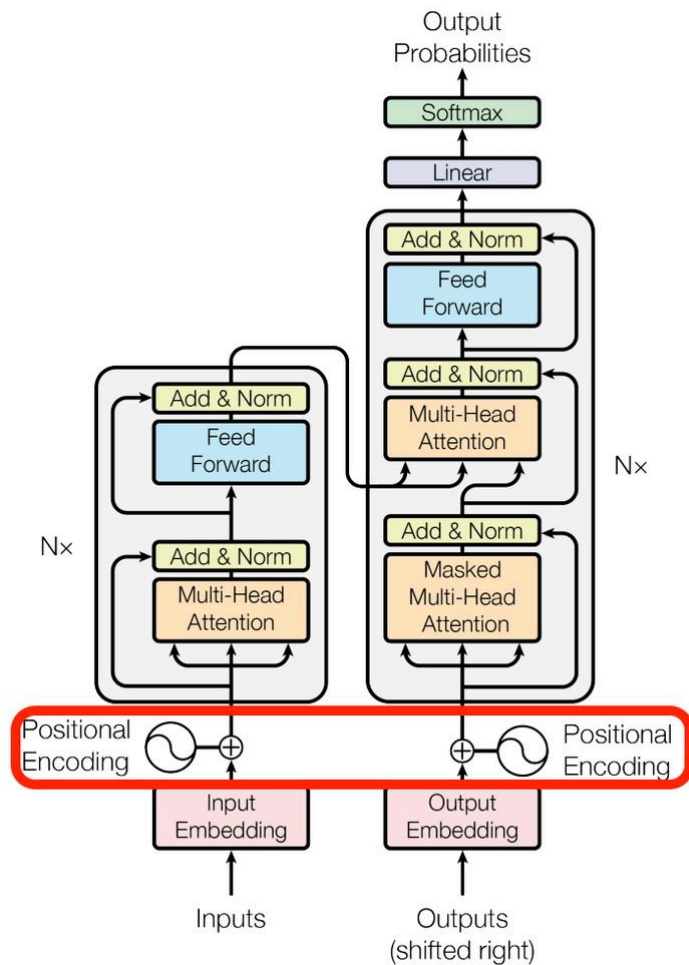 Output
Probabilities
Softmax
Linear
Add & Norm
Feed
Forward
Add & Norm
Multi-Head
Attention
Nx
Add & Norm
Masked
Multi-Head
Attention
Add & Norm
Feed
Forward
Nx
Add & Norm
Multi-Head
Attention
Positional
Encoding
Positional
Encoding
Input
Embedding
Output
Embedding
Inputs
Outputs
(shifted right)